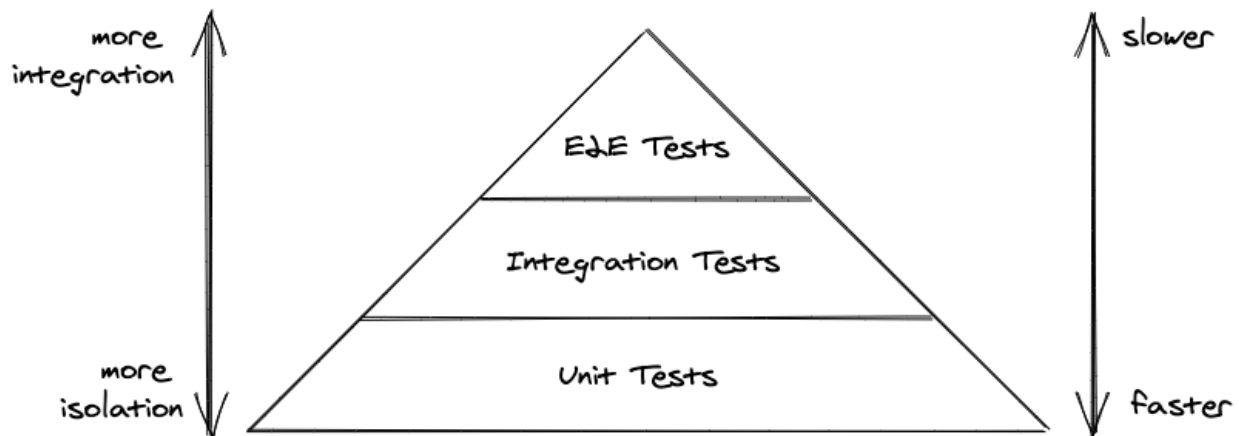 more
integration
slower
E2E Tests
Integration Tests
Unit Tests
more
isolation
faster